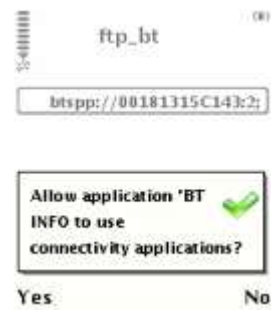 ftp_bt
btspp://00181315C143:2;
Allow application "BT
INFO to use
connectivity applications?
Yes No